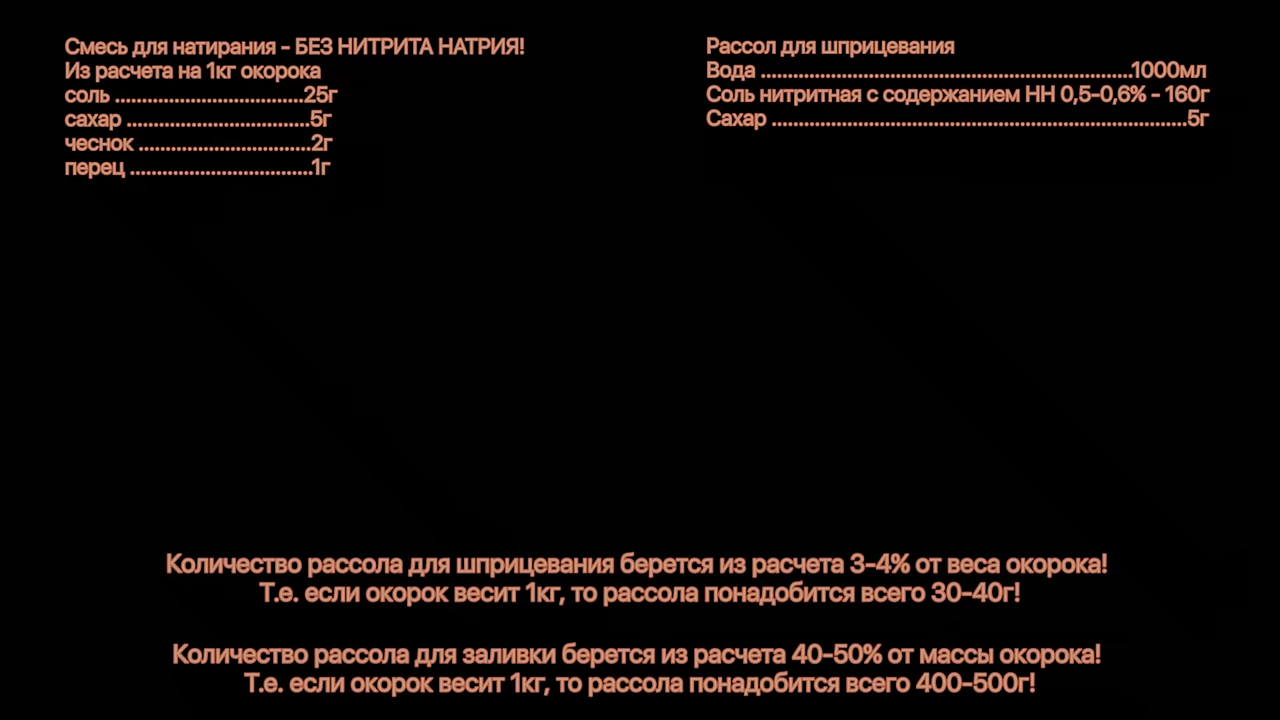 Смесь для натирания - БЕЗ НИТРИТА НАТРИЯ!
Из расчета на 1кг окорока
соль ...................................25г
сахар ..................................5г
чеснок ................................2г
перец ..................................1г
Рассол для шприцевания
Вода .....................................................................1000мл
Соль нитритная с содержанием НН 0,5-0,6% - 160г
Сахар .............................................................................5г
Количество рассола для шприцевания берется из расчета 3-4% от веса окорока!
Т.е. если окорок весит 1кг, то рассола понадобится всего 30-40г!
Количество рассола для заливки берется из расчета 40-50% от массы окорока!
Т.е. если окорок весит 1кг, то рассола понадобится всего 400-500г!